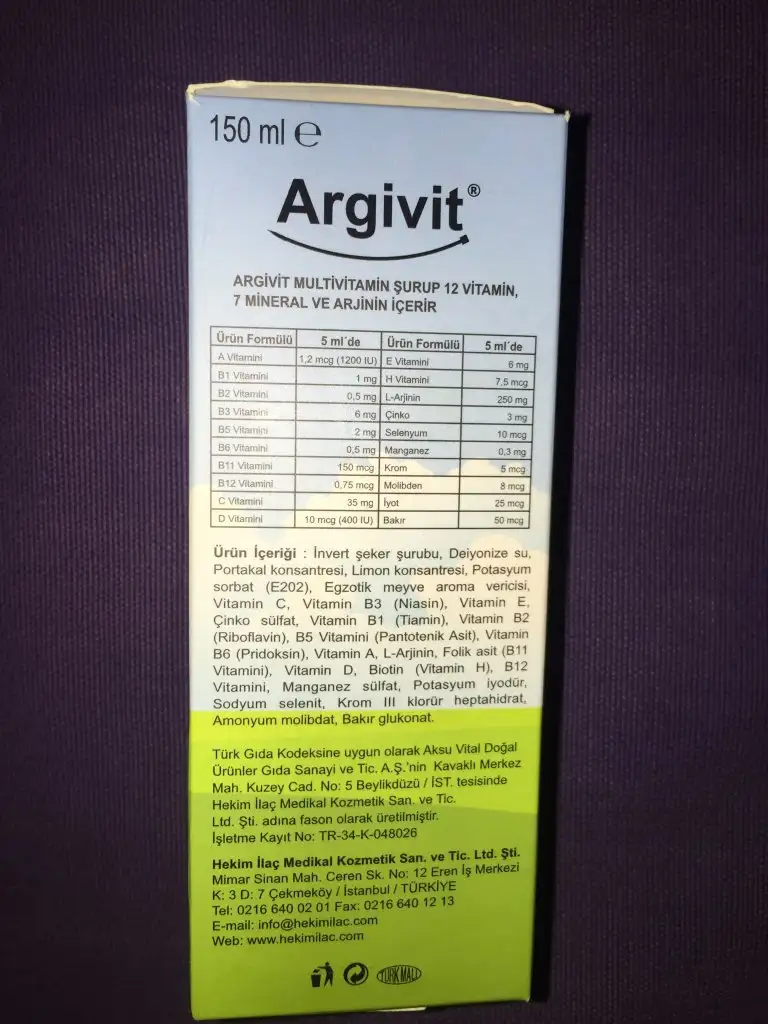 150 ml ℮
Argivit®
ARGİVİT MULTİVİTAMİN ŞURUP 12 VİTAMİN,
7 MİNERAL VE ARJİNİN İÇERİR
Ürün Formülü 5 ml´de Ürün Formülü 5 ml´de
A Vitamini 1,2 mcg (1200 IU) E Vitamini 6 mg
B1 Vitamini 1 mg H Vitamini 7,5 mcg
B2 Vitamini 0,5 mg L-Arjinin 250 mg
B3 Vitamini 6 mg Çinko 3 mg
B5 Vitamini 2 mg Selenyum 10 mcg
B6 Vitamini 0,5 mg Manganez 0,3 mg
B11 Vitamini 150 mcg Krom 5 mcg
B12 Vitamini 0,75 mcg Molibden 8 mcg
C Vitamini 35 mg İyot 25 mcg
D Vitamini 10 mcg (400 IU) Bakır 50 mcg
Ürün İçeriği : İnvert şeker şurubu, Deiyonize su,
Portakal konsantresi, Limon konsantresi, Potasyum
sorbat (E202), Egzotik meyve aroma vericisi,
Vitamin C, Vitamin B3 (Niasin), Vitamin E,
Çinko sülfat, Vitamin B1 (Tiamin), Vitamin B2
(Riboflavin), B5 Vitamini (Pantotenik Asit), Vitamin
B6 (Pridoksin), Vitamin A, L-Arjinin, Folik asit (B11
Vitamini), Vitamin D, Biotin (Vitamin H), B12
Vitamini, Manganez sülfat, Potasyum iyodür,
Sodyum selenit, Krom III klorür heptahidrat,
Amonyum molibdat, Bakır glukonat.
Türk Gıda Kodeksine uygun olarak Aksu Vital Doğal
Ürünler Gıda Sanayi ve Tic. A.Ş.'nin Kavaklı Merkez
Mah. Kuzey Cad. No: 5 Beylikdüzü / İST. tesisinde
Hekim İlaç Medikal Kozmetik San. ve Tic.
Ltd. Şti. adına fason olarak üretilmiştir.
İşletme Kayıt No: TR-34-K-048026
Hekim İlaç Medikal Kozmetik San. ve Tic. Ltd. Şti.
Mimar Sinan Mah. Ceren Sk. No: 12 Eren İş Merkezi
K: 3 D: 7 Çekmeköy / İstanbul / TÜRKİYE
Tel: 0216 640 02 01 Fax: 0216 640 12 13
E-mail: info@hekimilac.com
Web: www.hekimilac.com
TÜRK MALI